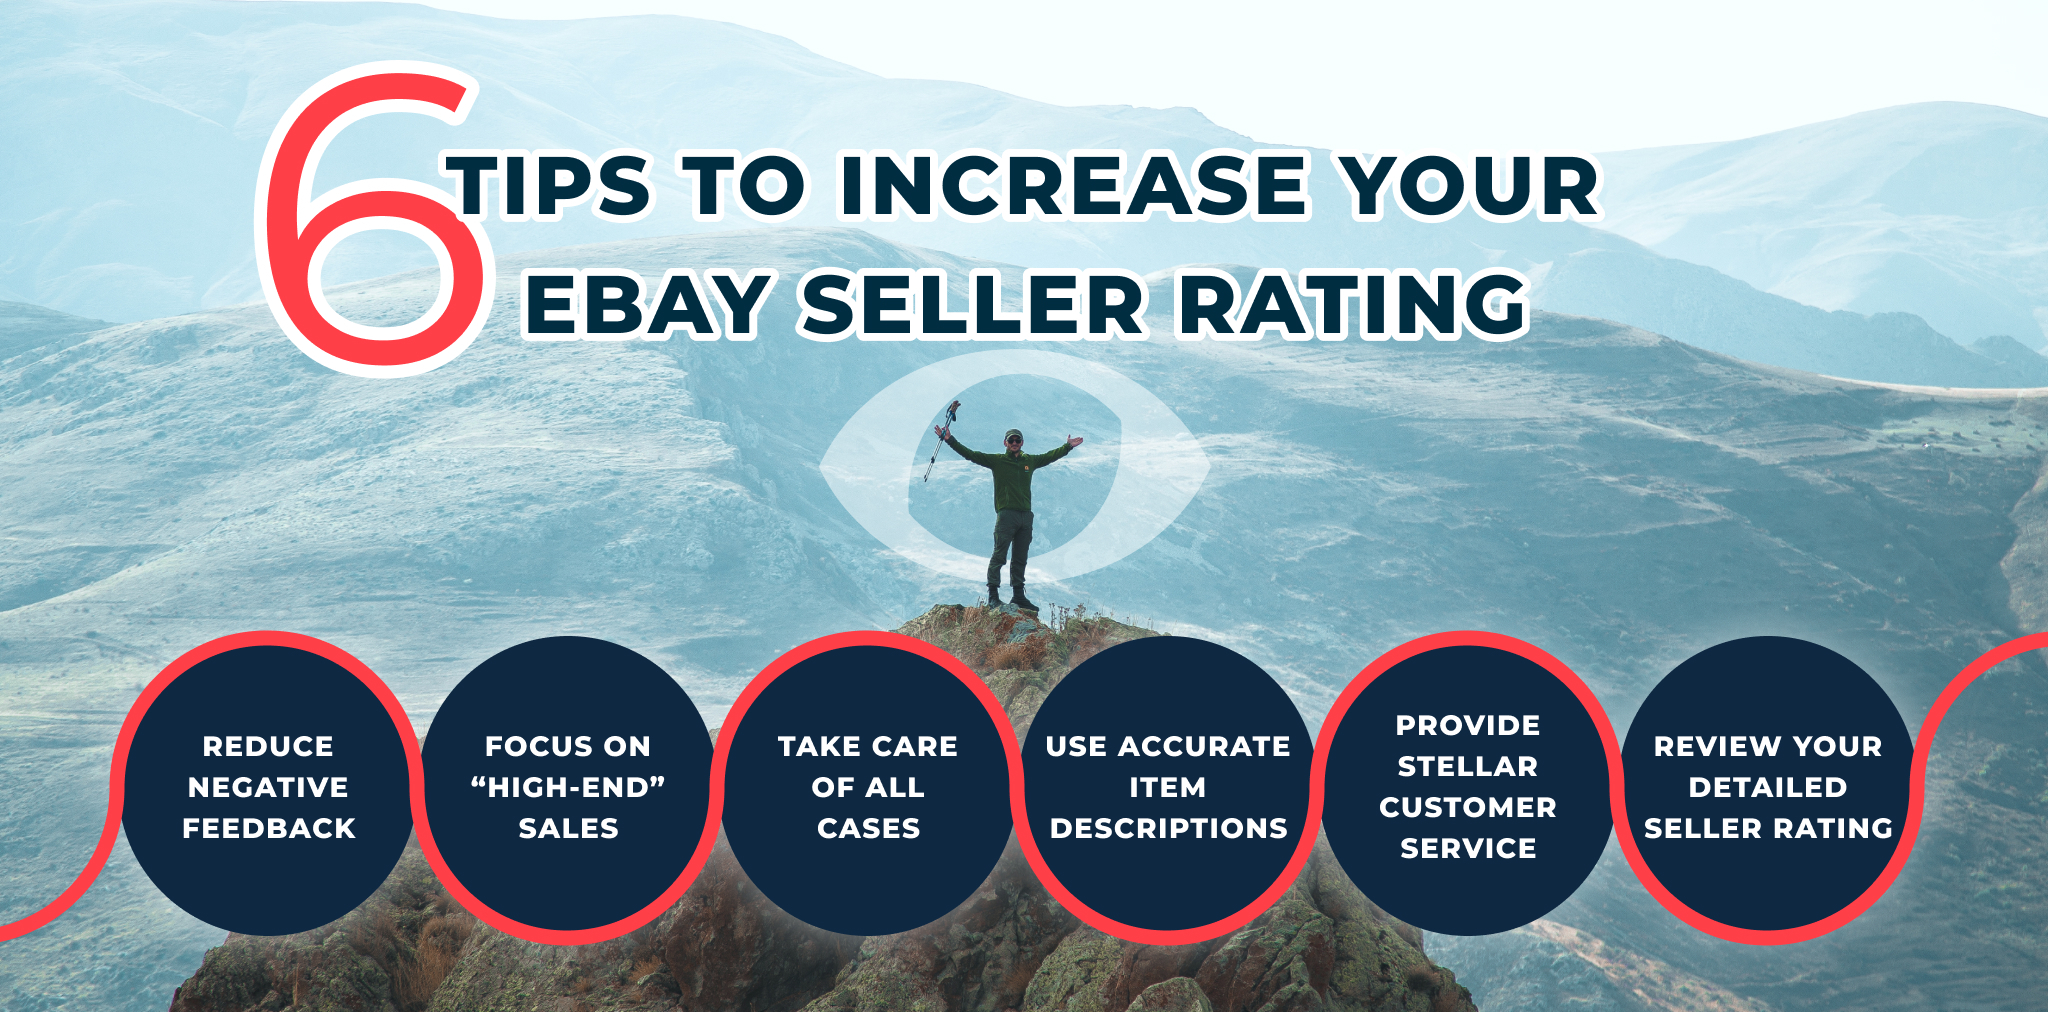 6 TIPS TO INCREASE YOUR
EBAY SELLER RATING
REDUCE
NEGATIVE
FEEDBACK
FOCUS ON
“HIGH-END”
SALES
TAKE CARE
OF ALL
CASES
USE ACCURATE
ITEM
DESCRIPTIONS
PROVIDE
STELLAR
CUSTOMER
SERVICE
REVIEW YOUR
DETAILED
SELLER RATING